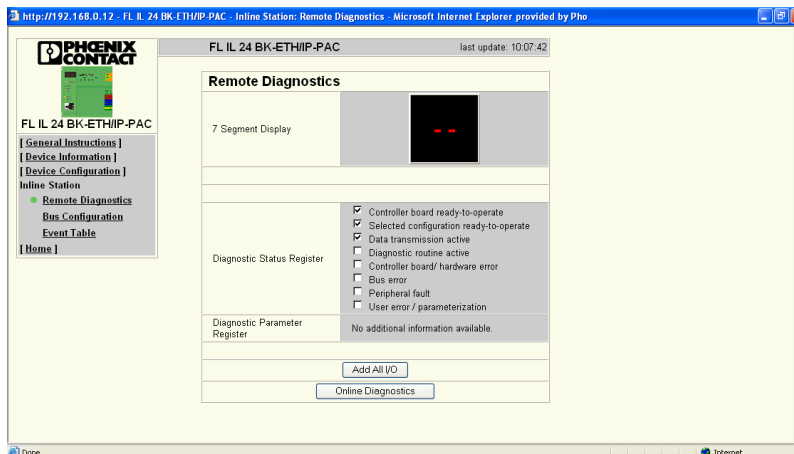 http://192.168.0.12 - FL IL 24 BK-ETH/IP-PAC - Inline Station: Remote Diagnostics - Microsoft Internet Explorer provided by Pho
PHŒNIX
CONTACT
FL IL 24 BK-ETH/IP-PAC
[ General Instructions ]
[ Device Information ]
[ Device Configuration ]
Inline Station
Remote Diagnostics
Bus Configuration
Event Table
[ Home ]
FL IL 24 BK-ETH/IP-PAC last update: 10:07:42
Remote Diagnostics
7 Segment Display
- -
Diagnostic Status Register
Controller board ready-to-operate
Selected configuration ready-to-operate
Data transmission active
Diagnostic routine active
Controller board/ hardware error
Bus error
Peripheral fault
User error / parameterization
Diagnostic Parameter
Register
No additional information available.
Add All I/O
Online Diagnostics
Done
Internet